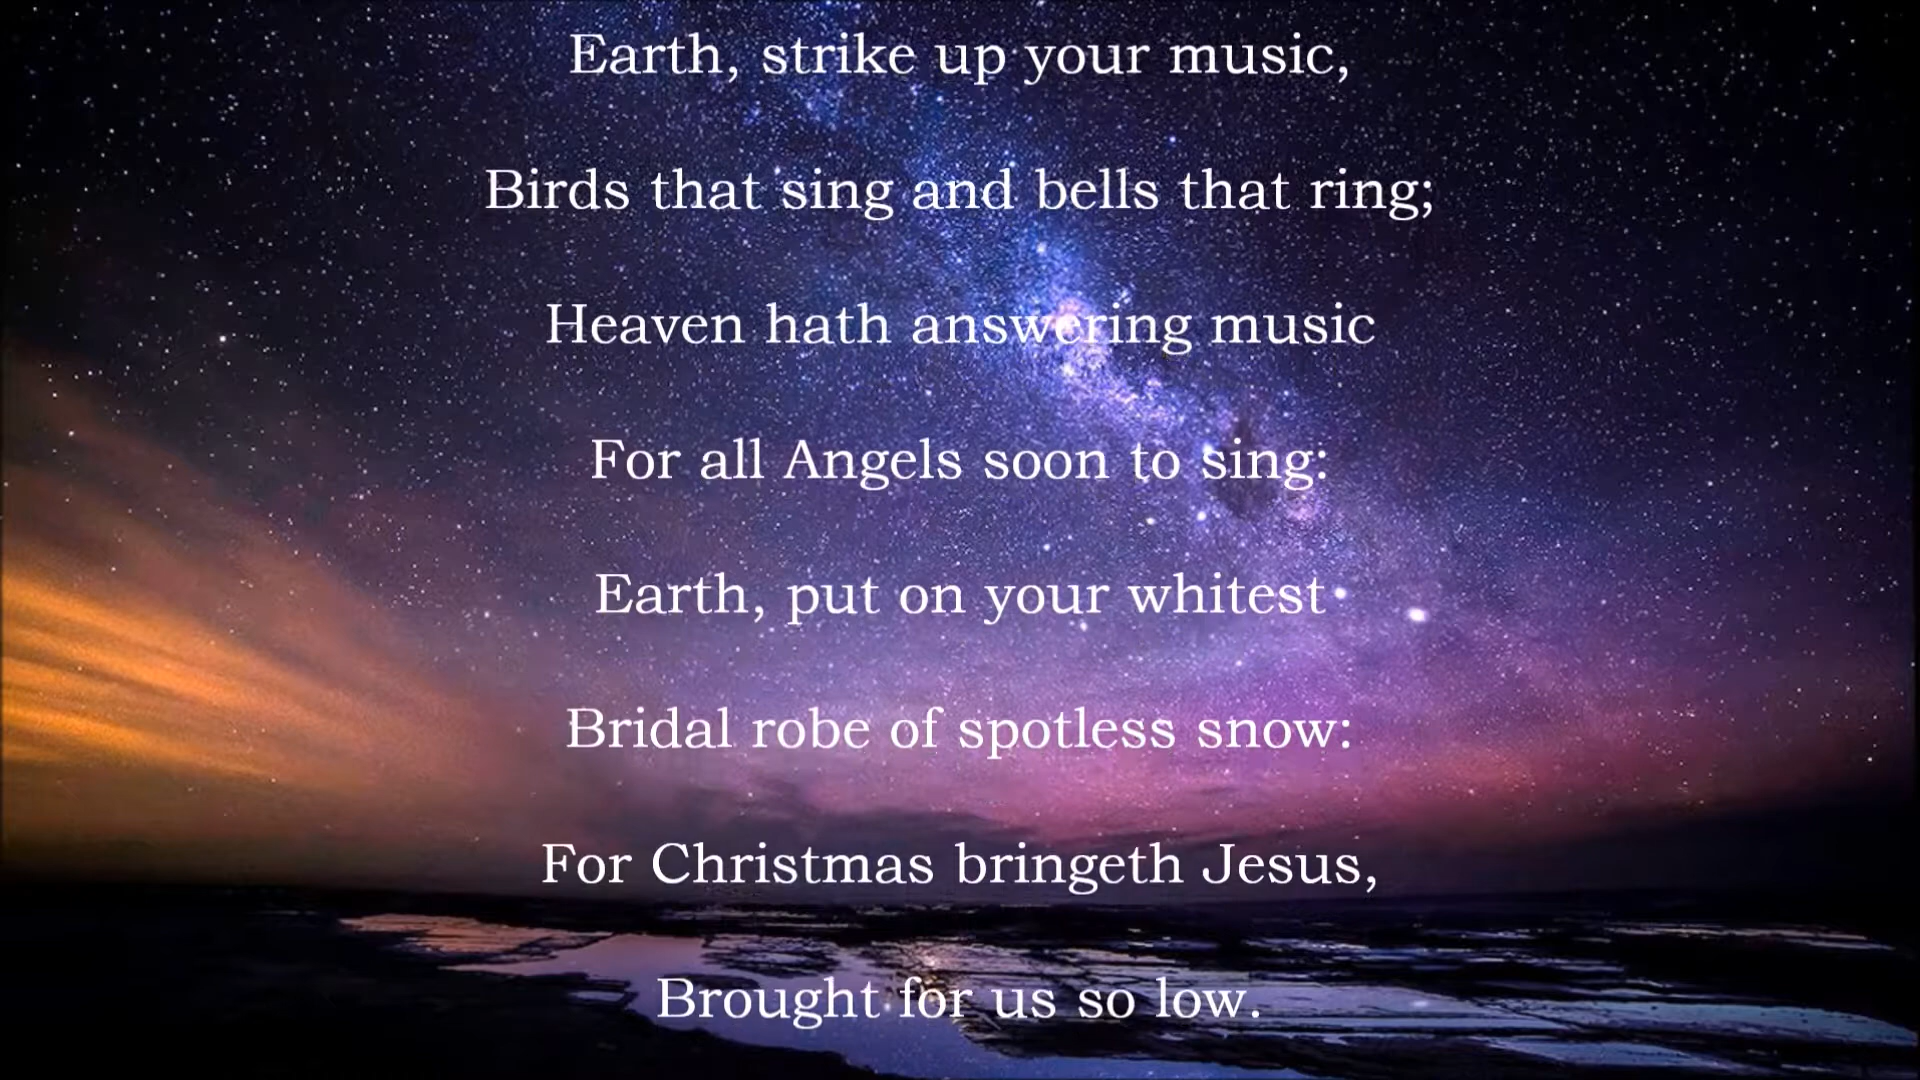 Earth, strike up your music,
Birds that sing and bells that ring;
Heaven hath answering music
For all Angels soon to sing:
Earth, put on your whitest
Bridal robe of spotless snow:
For Christmas bringeth Jesus,
Brought for us so low.